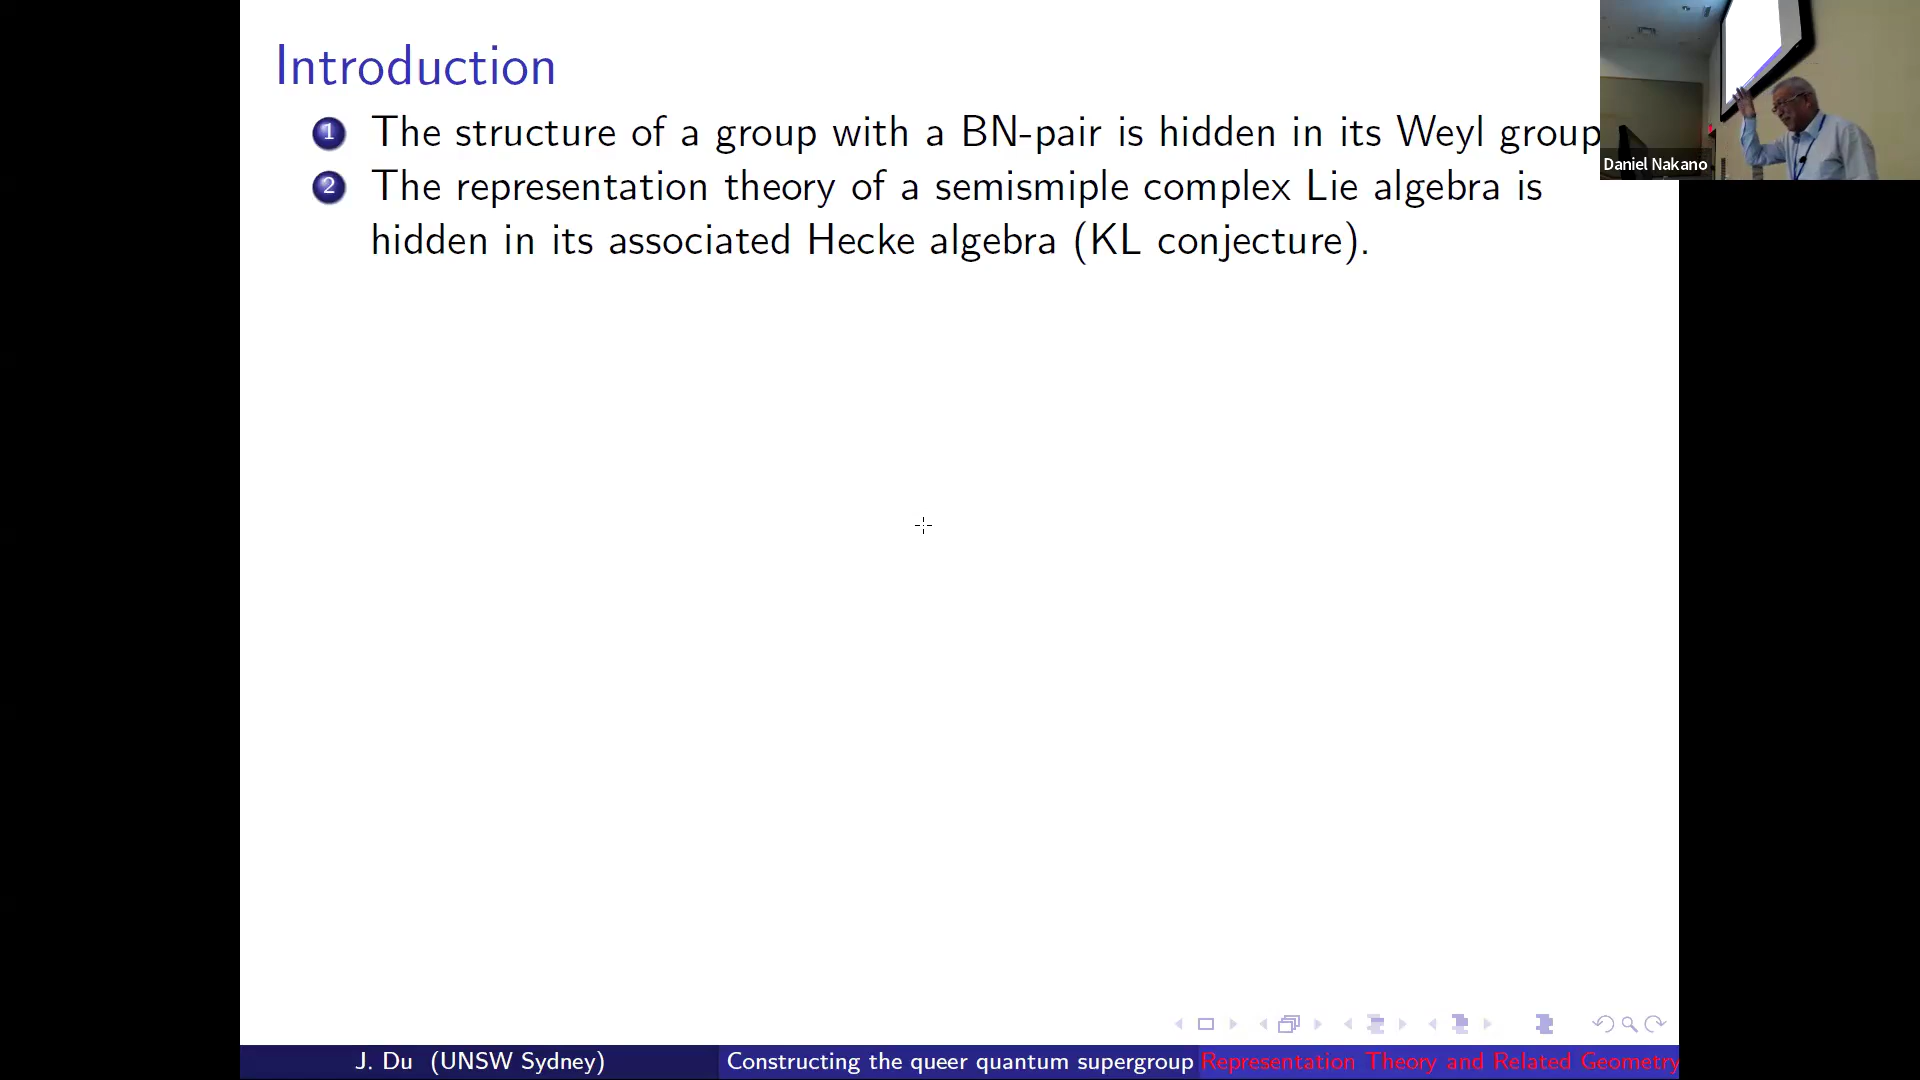 Introduction
1 The structure of a group with a BN-pair is hidden in its Weyl group
Daniel Nakano
2 The representation theory of a semismiple complex Lie algebra is
hidden in its associated Hecke algebra (KL conjecture).
J. Du (UNSW Sydney) Constructing the queer quantum supergroup Representation Theory and Related Geometry